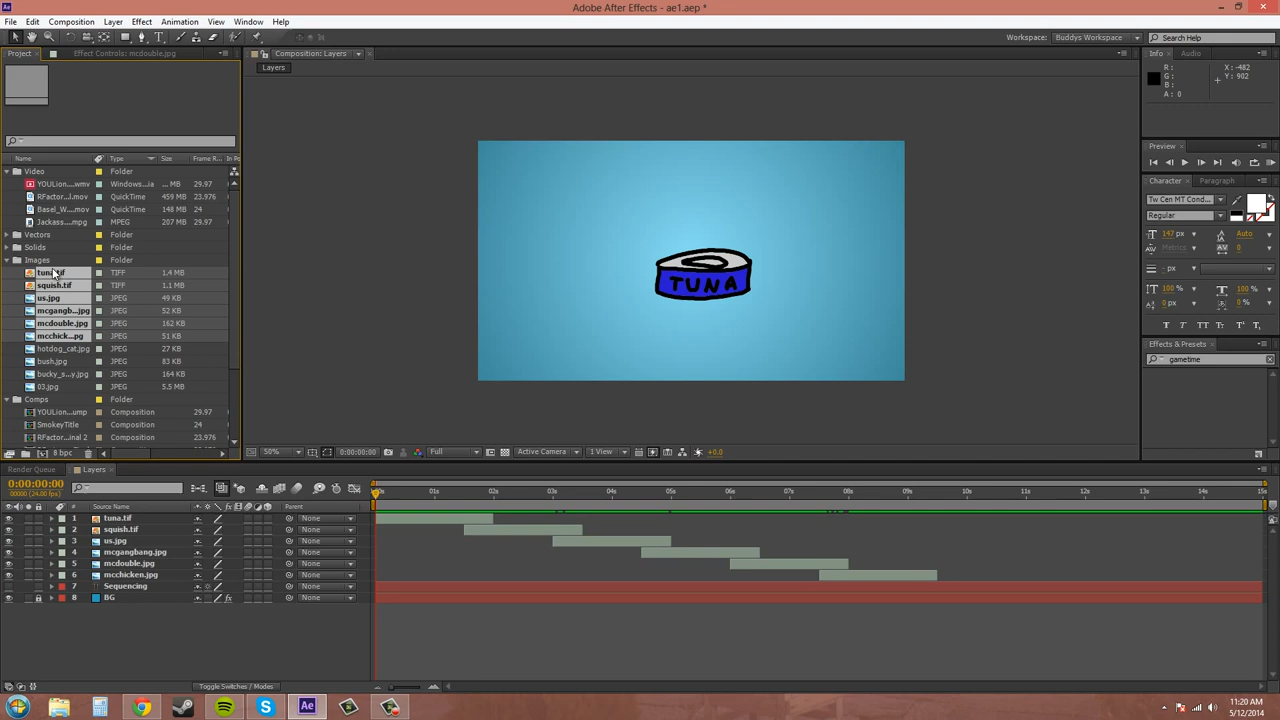 Adobe After Effects - ae1.aep *
File Edit Composition Layer Effect Animation View Window Help
Workspace: Buddys Workspace Search Help
Project Effect Controls: mcdouble.jpg
Composition: Layers
Layers
Info Audio
R : X : -482
G : Y : 902
B :
A : 0
Name Type Size Frame R... In Po
Video Folder
YOULion....wmv Windows...ia ... MB 29.97
RFactor...l.mov QuickTime 459 MB 23.976
Basel_W...mov QuickTime 148 MB 24
Jackass....mpg MPEG 207 MB 29.97
Vectors Folder
Solids Folder
Images Folder
tuna.tif TIFF 1.4 MB
squish.tif TIFF 1.1 MB
us.jpg JPEG 49 KB
mcgangb...jpg JPEG 52 KB
mcdouble.jpg JPEG 162 KB
mcchick...pg JPEG 51 KB
hotdog_cat.jpg JPEG 27 KB
bush.jpg JPEG 83 KB
bucky_s...y.jpg JPEG 164 KB
03.jpg JPEG 5.5 MB
Comps Folder
YOULion...ump Composition 29.97
SmokeyTitle Composition 24
RFactor...inal 2 Composition 23.976
8 bpc
TUNA
Preview
Character Paragraph
Tw Cen MT Cond...
Regular
147 px Auto
Metrics 0
- px
100 % 100 %
0 px 0 %
T T TT Tt T¹ T₁
Effects & Presets
gametime
50% 0:00:00:00 Full Active Camera 1 View +0.0
Render Queue Layers
0:00:00:00
00000 (24.00 fps)
# Source Name Parent
00s 01s 02s 03s 04s 05s 06s 07s 08s 09s 10s 11s 12s 13s 14s 15s
1 tuna.tif None
2 squish.tif None
3 us.jpg None
4 mcgangbang.jpg None
5 mcdouble.jpg None
6 mcchicken.jpg None
7 Sequencing None
8 BG None
Toggle Switches / Modes
11:20 AM
5/12/2014